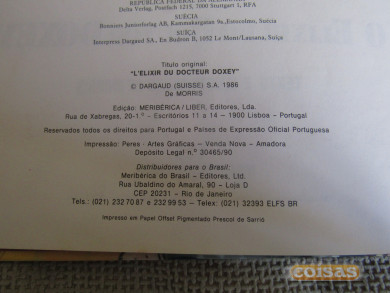 REPÚBLICA FEDERAL DA
Delta Verlag, Postfach 1215, 7000 Stuttgart 1, RFA
SUÉCIA
Bonniers Juniorförlag AB, Kammakargatan 9a, Estocolmo, Suécia
SUÍÇA
Interpress Dargaud S.A., En Budron B, 1052 Le Mont/Lausana, Suíça
Título original:
"L'ELIXIR DU DOCTEUR DOXEY"
© DARGAUD (SUISSE) S.A. 1986
De MORRIS
Edição: MERIBÉRICA / LIBER, Editores, Lda.
Rua de Xabregas, 20-1.° - Escritórios 11 a 14 - 1900 Lisboa - Portugal
Reservados todos os direitos para Portugal e Países de Expressão Oficial Portuguesa
Impressão: Peres - Artes Gráficas - Venda Nova - Amadora
Depósito Legal n.° 30465/90
Distribuidores para o Brasil:
Meribérica do Brasil - Editores, Ltd.
Rua Ubaldino do Amaral, 90 - Loja D
CEP 20231 - Rio de Janeiro
Tels.: (021) 232 70 87 e 232 99 53 - Telex: (021) 32393 ELFS BR
Impresso em Papel Offset Pigmentado Prescol de Sarrió
COISAS